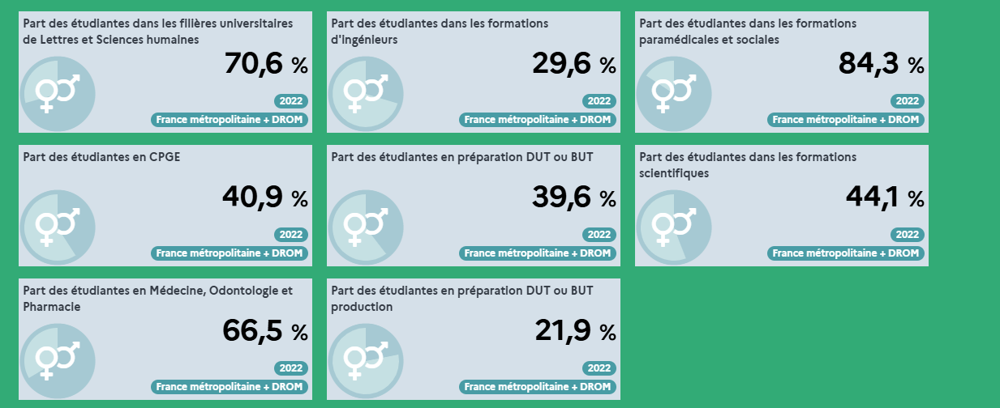 Part des étudiantes dans les filières universitaires
de Lettres et Sciences humaines
70,6 %
2022
France métropolitaine + DROM
Part des étudiantes dans les formations
d'ingénieurs
29,6 %
2022
France métropolitaine + DROM
Part des étudiantes dans les formations
paramédicales et sociales
84,3 %
2022
France métropolitaine + DROM
Part des étudiantes en CPGE
40,9 %
2022
France métropolitaine + DROM
Part des étudiantes en préparation DUT ou BUT
39,6 %
2022
France métropolitaine + DROM
Part des étudiantes dans les formations
scientifiques
44,1 %
2022
France métropolitaine + DROM
Part des étudiantes en Médecine, Odontologie et
Pharmacie
66,5 %
2022
France métropolitaine + DROM
Part des étudiantes en préparation DUT ou BUT
production
21,9 %
2022
France métropolitaine + DROM